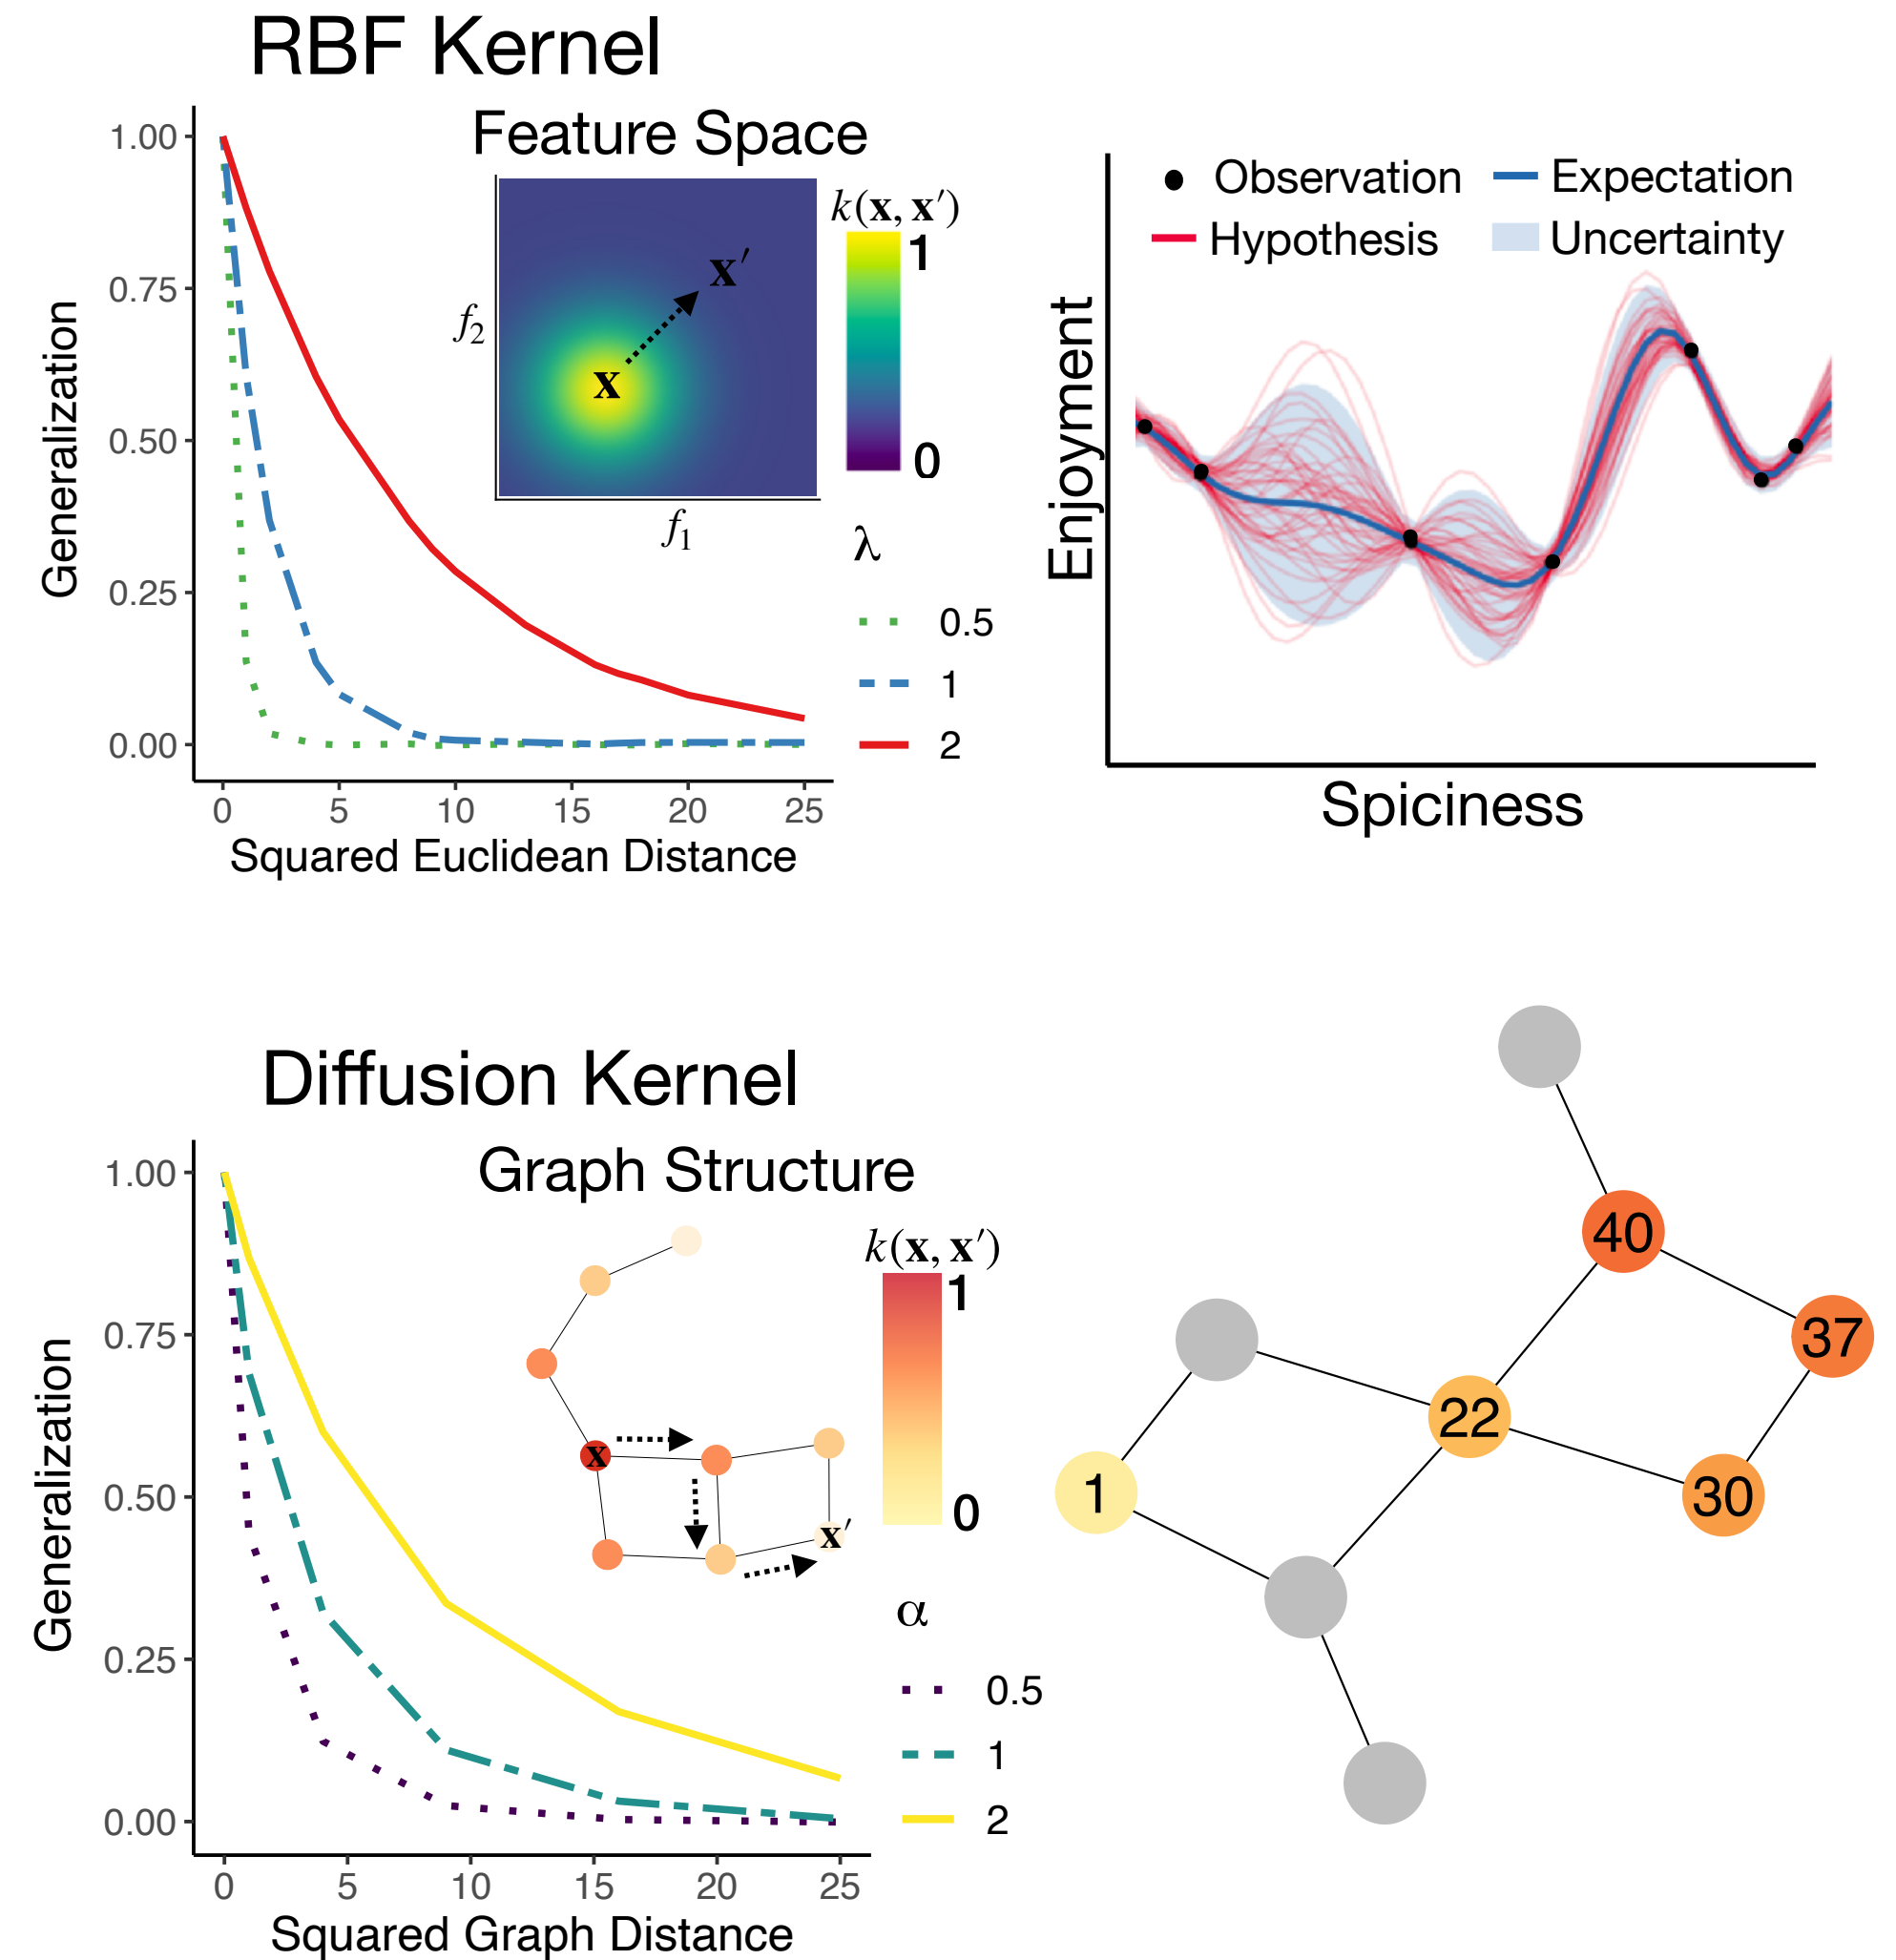 RBF Kernel
Feature Space
1.00
0.75
0.50
0.25
0.00
Generalization
0 5 10 15 20 25
Squared Euclidean Distance
f2
f1
x
x′
k(x, x′)
1
0
λ
0.5
1
2
Observation
Expectation
Hypothesis
Uncertainty
Enjoyment
Spiciness
Diffusion Kernel
Graph Structure
1.00
0.75
0.50
0.25
0.00
Generalization
0 5 10 15 20 25
Squared Graph Distance
x
x′
k(x, x′)
1
0
α
0.5
1
2
40
37
22
1
30